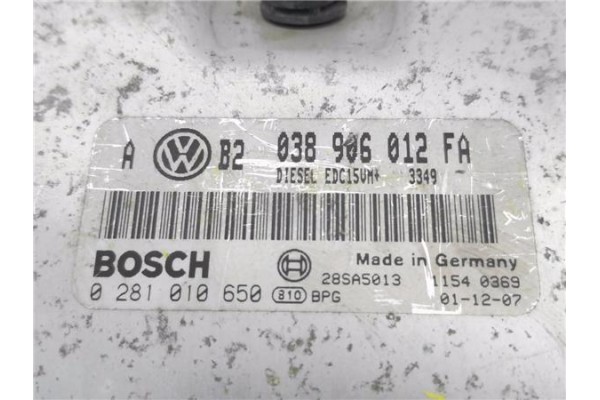 A VW B2 038 906 012 FA
DIESEL EDC15VM+ 3349
BOSCH
Made in Germany
28SA5013 1154 0369
0 281 010 650 810 BPG 01-12-07